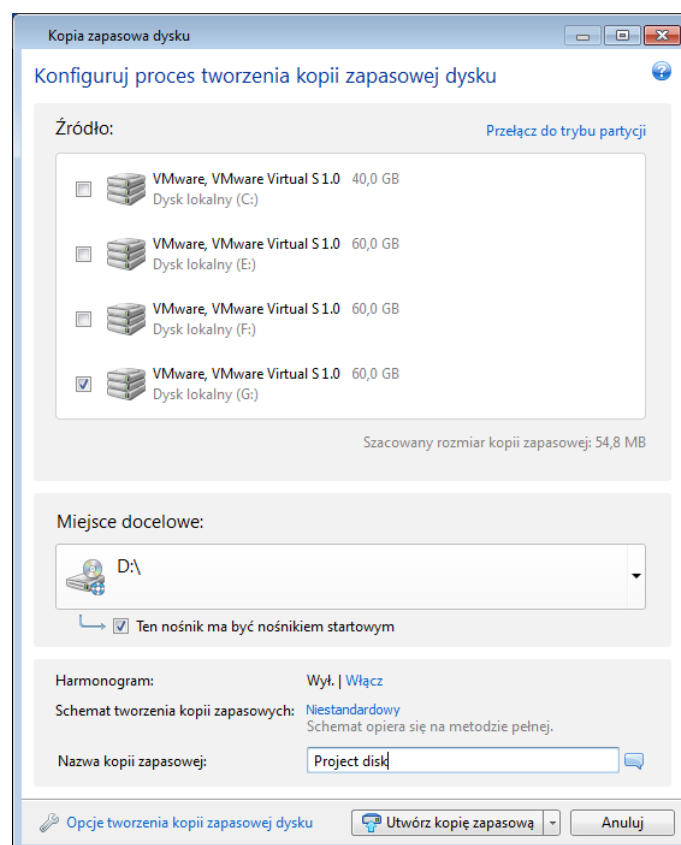 Kopia zapasowa dysku
Konfiguruj proces tworzenia kopii zapasowej dysku
Źródło:
Przełącz do trybu partycji
VMware, VMware Virtual S 1.0 40,0 GB
Dysk lokalny (C:)
VMware, VMware Virtual S 1.0 60,0 GB
Dysk lokalny (E:)
VMware, VMware Virtual S 1.0 60,0 GB
Dysk lokalny (F:)
VMware, VMware Virtual S 1.0 60,0 GB
Dysk lokalny (G:)
Szacowany rozmiar kopii zapasowej: 54,8 MB
Miejsce docelowe:
D:\
Ten nośnik ma być nośnikiem startowym
Harmonogram: Wył. | Włącz
Schemat tworzenia kopii zapasowych: Niestandardowy
Schemat opiera się na metodzie pełnej.
Nazwa kopii zapasowej: Project disk
Opcje tworzenia kopii zapasowej dysku
Utwórz kopię zapasową
Anuluj